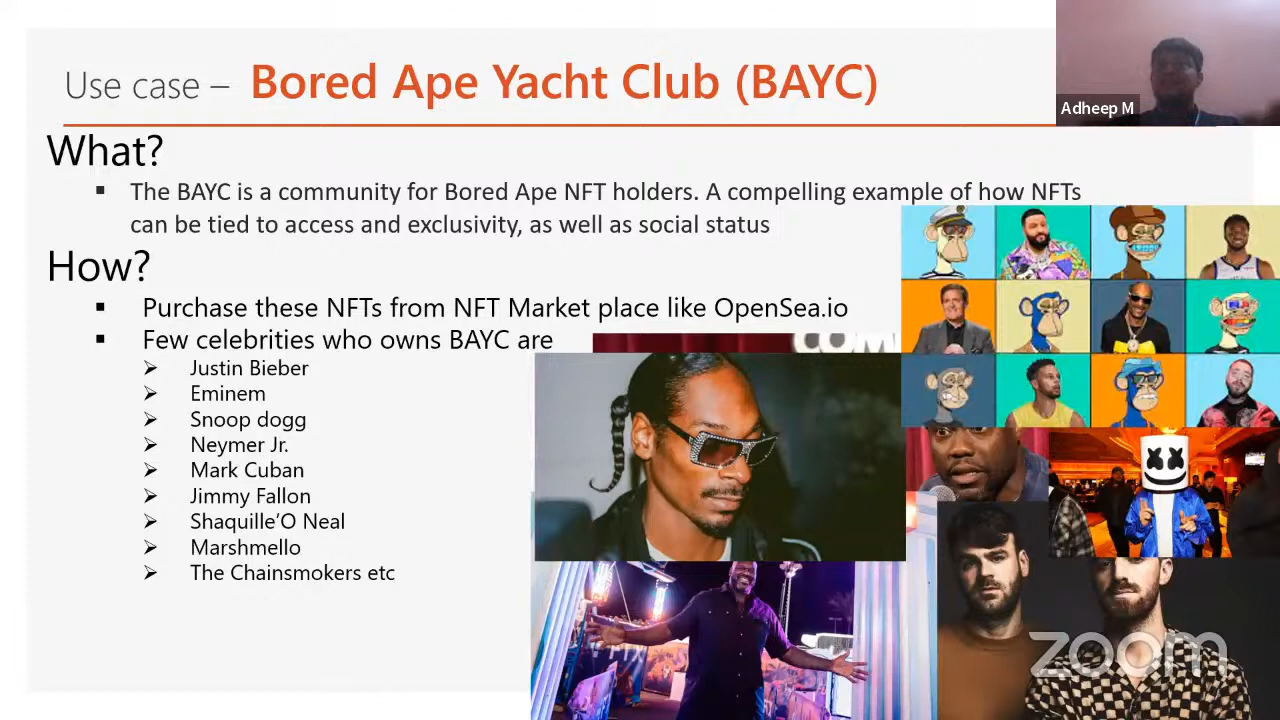 Use case – Bored Ape Yacht Club (BAYC)
Adheep M
What?
▪ The BAYC is a community for Bored Ape NFT holders. A compelling example of how NFTs
can be tied to access and exclusivity, as well as social status
How?
▪ Purchase these NFTs from NFT Market place like OpenSea.io
▪ Few celebrities who owns BAYC are
➢ Justin Bieber
➢ Eminem
➢ Snoop dogg
➢ Neymer Jr.
➢ Mark Cuban
➢ Jimmy Fallon
➢ Shaquille’O Neal
➢ Marshmello
➢ The Chainsmokers etc
zoom